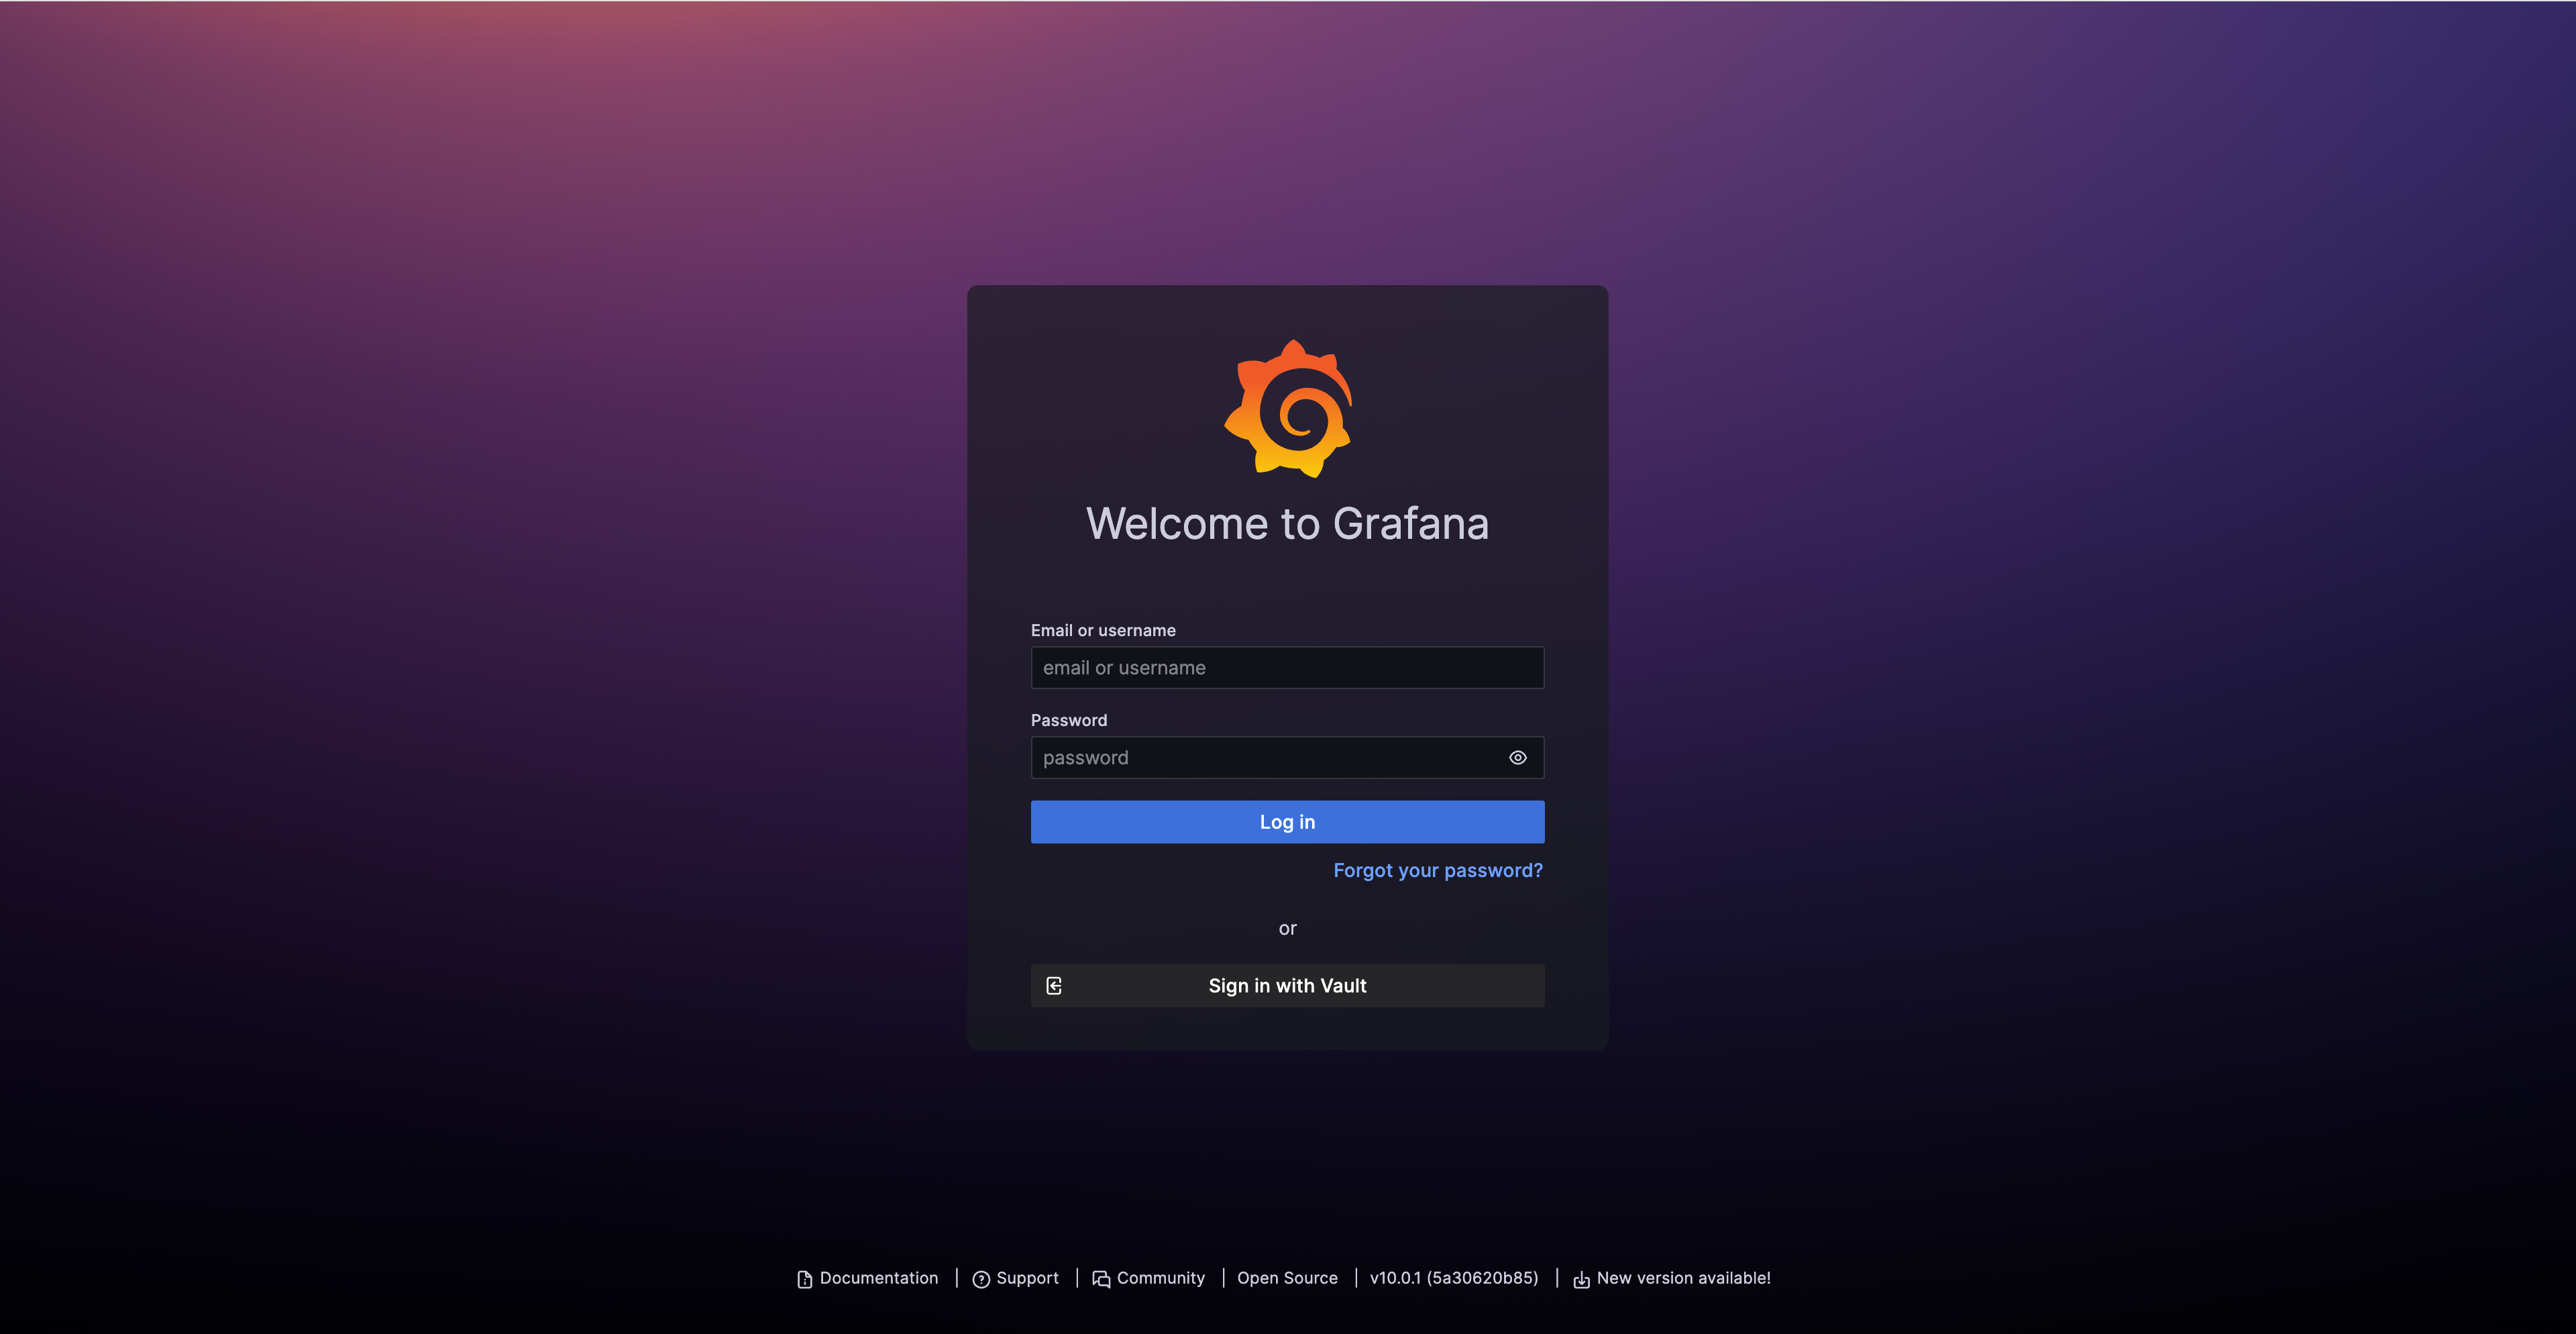 Welcome to Grafana
Email or username
email or username
Password
password
Log in
Forgot your password?
or
Sign in with Vault
Documentation | Support | Community | Open Source | v10.0.1 (5a30620b85) | New version available!